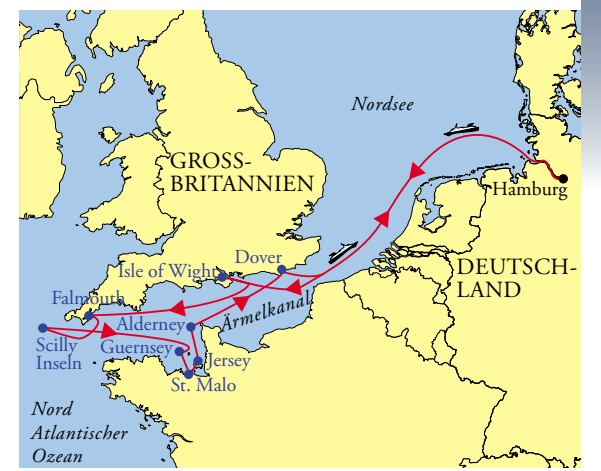 Nordsee
GROSS-
BRITANNIEN
Hamburg
Dover
Isle of Wight
DEUTSCH-
LAND
Falmouth
Alderney
Ärmelkanal
Guernsey
Scilly
Inseln
Jersey
St. Malo
Nord
Atlantischer
Ozean